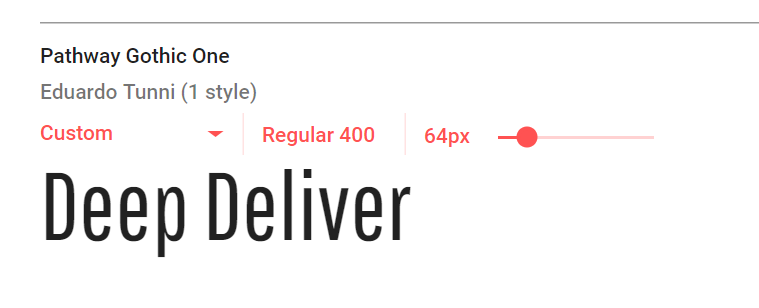 Pathway Gothic One
Eduardo Tunni (1 style)
Custom Regular 400 64px
Deep Deliver